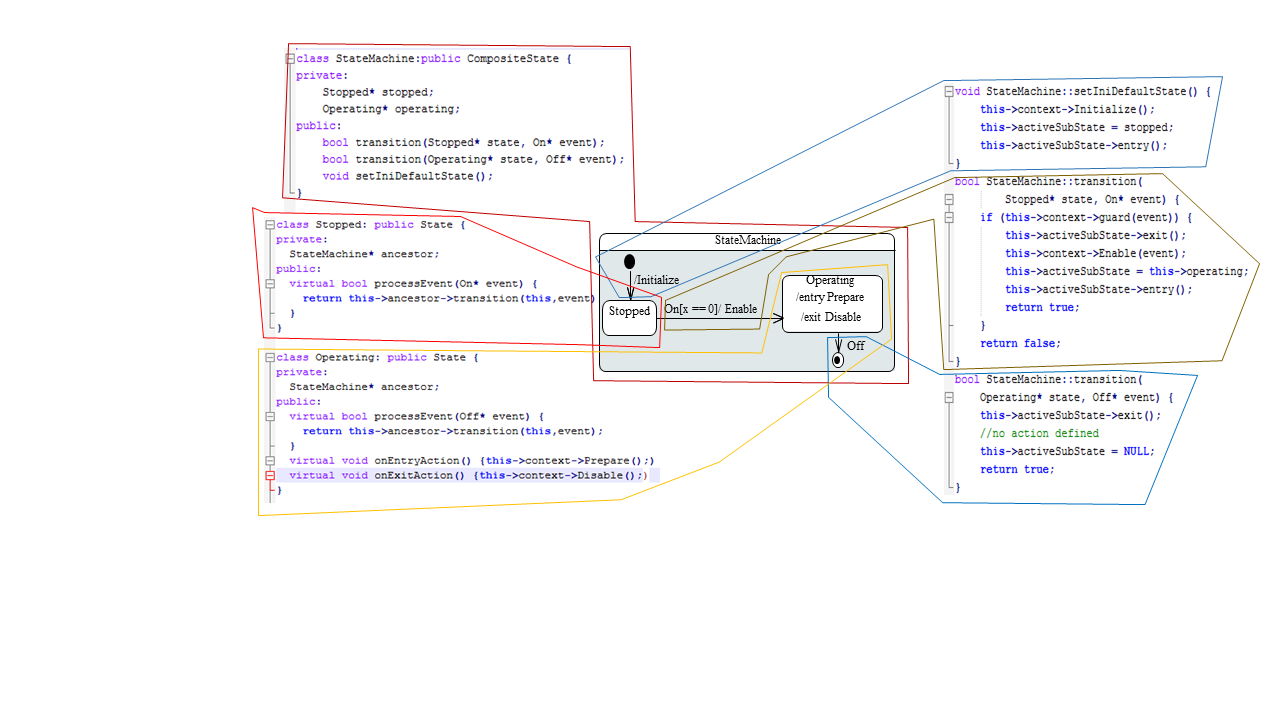 class StateMachine:public CompositeState {
private:
Stopped* stopped;
Operating* operating;
public:
bool transition(Stopped* state, On* event);
bool transition(Operating* state, Off* event);
void setIniDefaultState();
}
class Stopped: public State {
private:
StateMachine* ancestor;
public:
virtual bool processEvent(On* event) {
return this->ancestor->transition(this,event)
}
}
class Operating: public State {
private:
StateMachine* ancestor;
public:
virtual bool processEvent(Off* event) {
return this->ancestor->transition(this,event);
}
virtual void onEntryAction() {this->context->Prepare();}
virtual void onExitAction() {this->context->Disable();}
}
StateMachine
/Initialize
Stopped
On[x == 0]/ Enable
Operating
/entry Prepare
/exit Disable
Off
void StateMachine::setIniDefaultState() {
this->context->Initialize();
this->activeSubState = stopped;
this->activeSubState->entry();
}
bool StateMachine::transition(
Stopped* state, On* event) {
if (this->context->guard(event)) {
this->activeSubState->exit();
this->context->Enable(event);
this->activeSubState = this->operating;
this->activeSubState->entry();
return true;
}
return false;
}
bool StateMachine::transition(
Operating* state, Off* event) {
this->activeSubState->exit();
//no action defined
this->activeSubState = NULL;
return true;
}